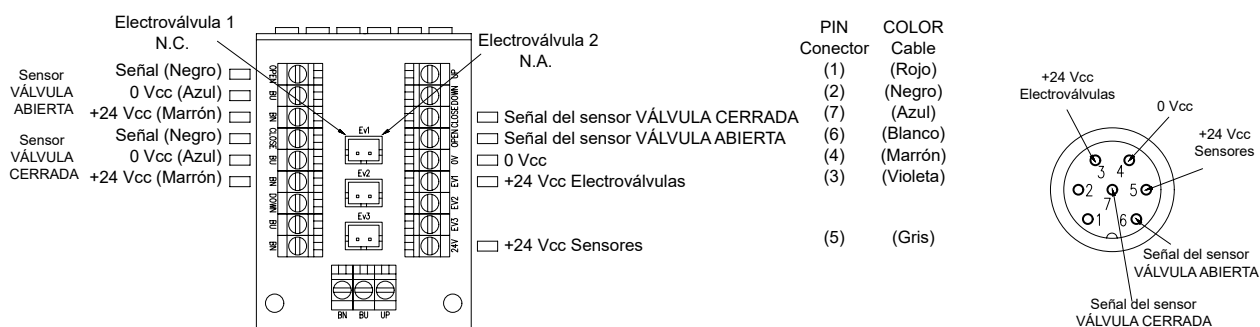 Electroválvula 1
N.C.
Electroválvula 2
N.A.
Sensor
VÁLVULA
ABIERTA
Señal (Negro)
0 Vcc (Azul)
+24 Vcc (Marrón)
Sensor
VÁLVULA
CERRADA
Señal (Negro)
0 Vcc (Azul)
+24 Vcc (Marrón)
OPEN
BU
BN
CLOSE
BU
BN
DOWN
BU
BN
Ev1
Ev2
Ev3
UP
DOWN
CLOSE
OPEN
0V
EV1
EV2
EV3
24V
BN BU UP
Señal del sensor VÁLVULA CERRADA
Señal del sensor VÁLVULA ABIERTA
0 Vcc
+24 Vcc Electroválvulas
+24 Vcc Sensores
PIN COLOR
Conector Cable
(1) (Rojo)
(2) (Negro)
(7) (Azul)
(6) (Blanco)
(4) (Marrón)
(3) (Violeta)
(5) (Gris)
+24 Vcc
Electroválvulas
0 Vcc
+24 Vcc
Sensores
3 4
2 7 5
1 6
Señal del sensor
VÁLVULA ABIERTA
Señal del sensor
VÁLVULA CERRADA